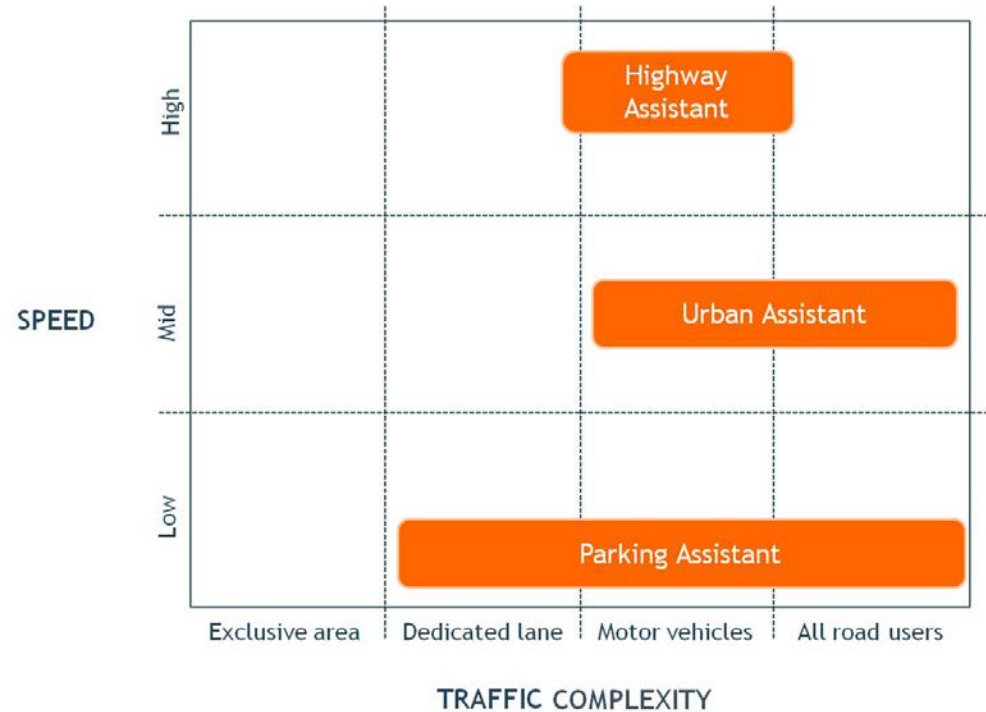 High
Highway
Assistant
SPEED
Mid
Urban Assistant
Low
Parking Assistant
Exclusive area
Dedicated lane
Motor vehicles
All road users
TRAFFIC COMPLEXITY